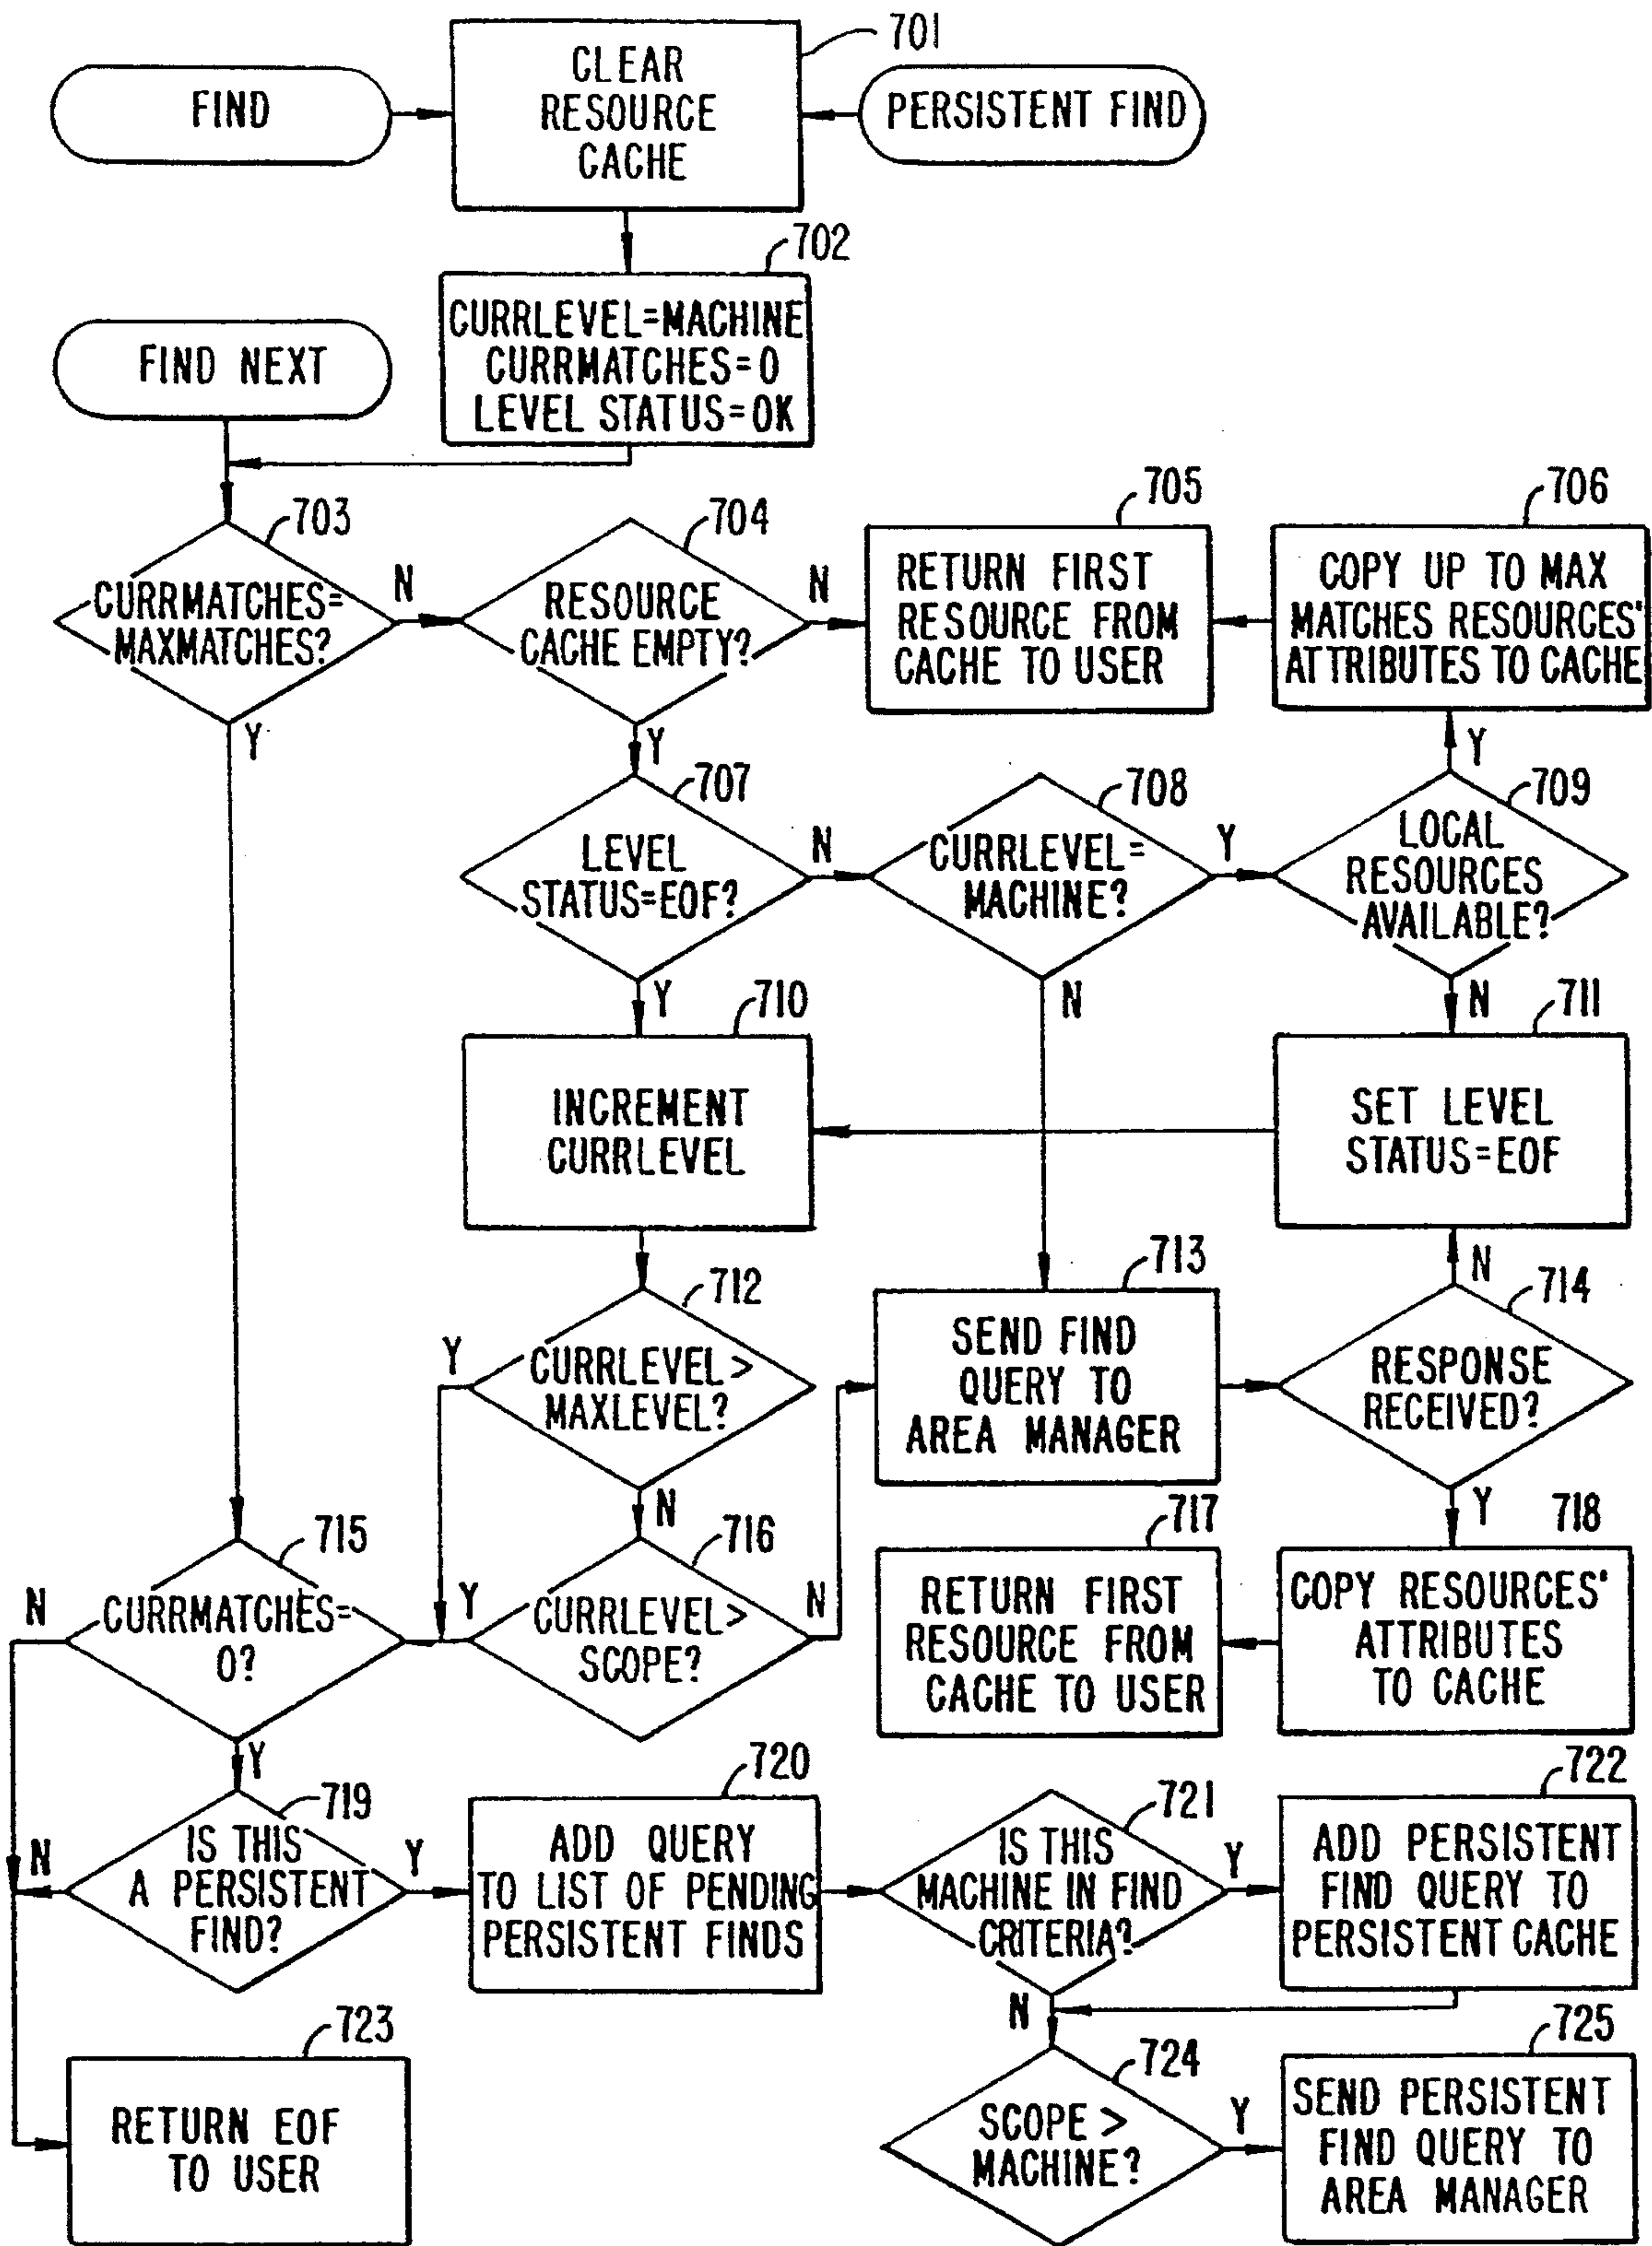 701
CLEAR
RESOURCE
CACHE
FIND
PERSISTENT FIND
702
CURRLEVEL=MACHINE
CURRMATCHES=0
LEVEL STATUS=OK
FIND NEXT
703
CURRMATCHES=
MAXMATCHES?
N
Y
704
RESOURCE
CACHE EMPTY?
N
Y
705
RETURN FIRST
RESOURCE FROM
CACHE TO USER
706
COPY UP TO MAX
MATCHES RESOURCES'
ATTRIBUTES TO CACHE
707
LEVEL
STATUS=EOF?
N
Y
708
CURRLEVEL=
MACHINE?
Y
N
709
LOCAL
RESOURCES
AVAILABLE?
Y
N
710
INCREMENT
CURRLEVEL
711
SET LEVEL
STATUS=EOF
712
CURRLEVEL>
MAXLEVEL?
Y
N
713
SEND FIND
QUERY TO
AREA MANAGER
714
RESPONSE
RECEIVED?
N
Y
715
CURRMATCHES=
0?
N
Y
716
CURRLEVEL>
SCOPE?
Y
N
717
RETURN FIRST
RESOURCE FROM
CACHE TO USER
718
COPY RESOURCES'
ATTRIBUTES
TO CACHE
719
IS THIS
A PERSISTENT
FIND?
N
Y
720
ADD QUERY
TO LIST OF PENDING
PERSISTENT FINDS
721
IS THIS
MACHINE IN FIND
CRITERIA?
Y
N
722
ADD PERSISTENT
FIND QUERY TO
PERSISTENT CACHE
723
RETURN EOF
TO USER
724
SCOPE >
MACHINE?
Y
725
SEND PERSISTENT
FIND QUERY TO
AREA MANAGER